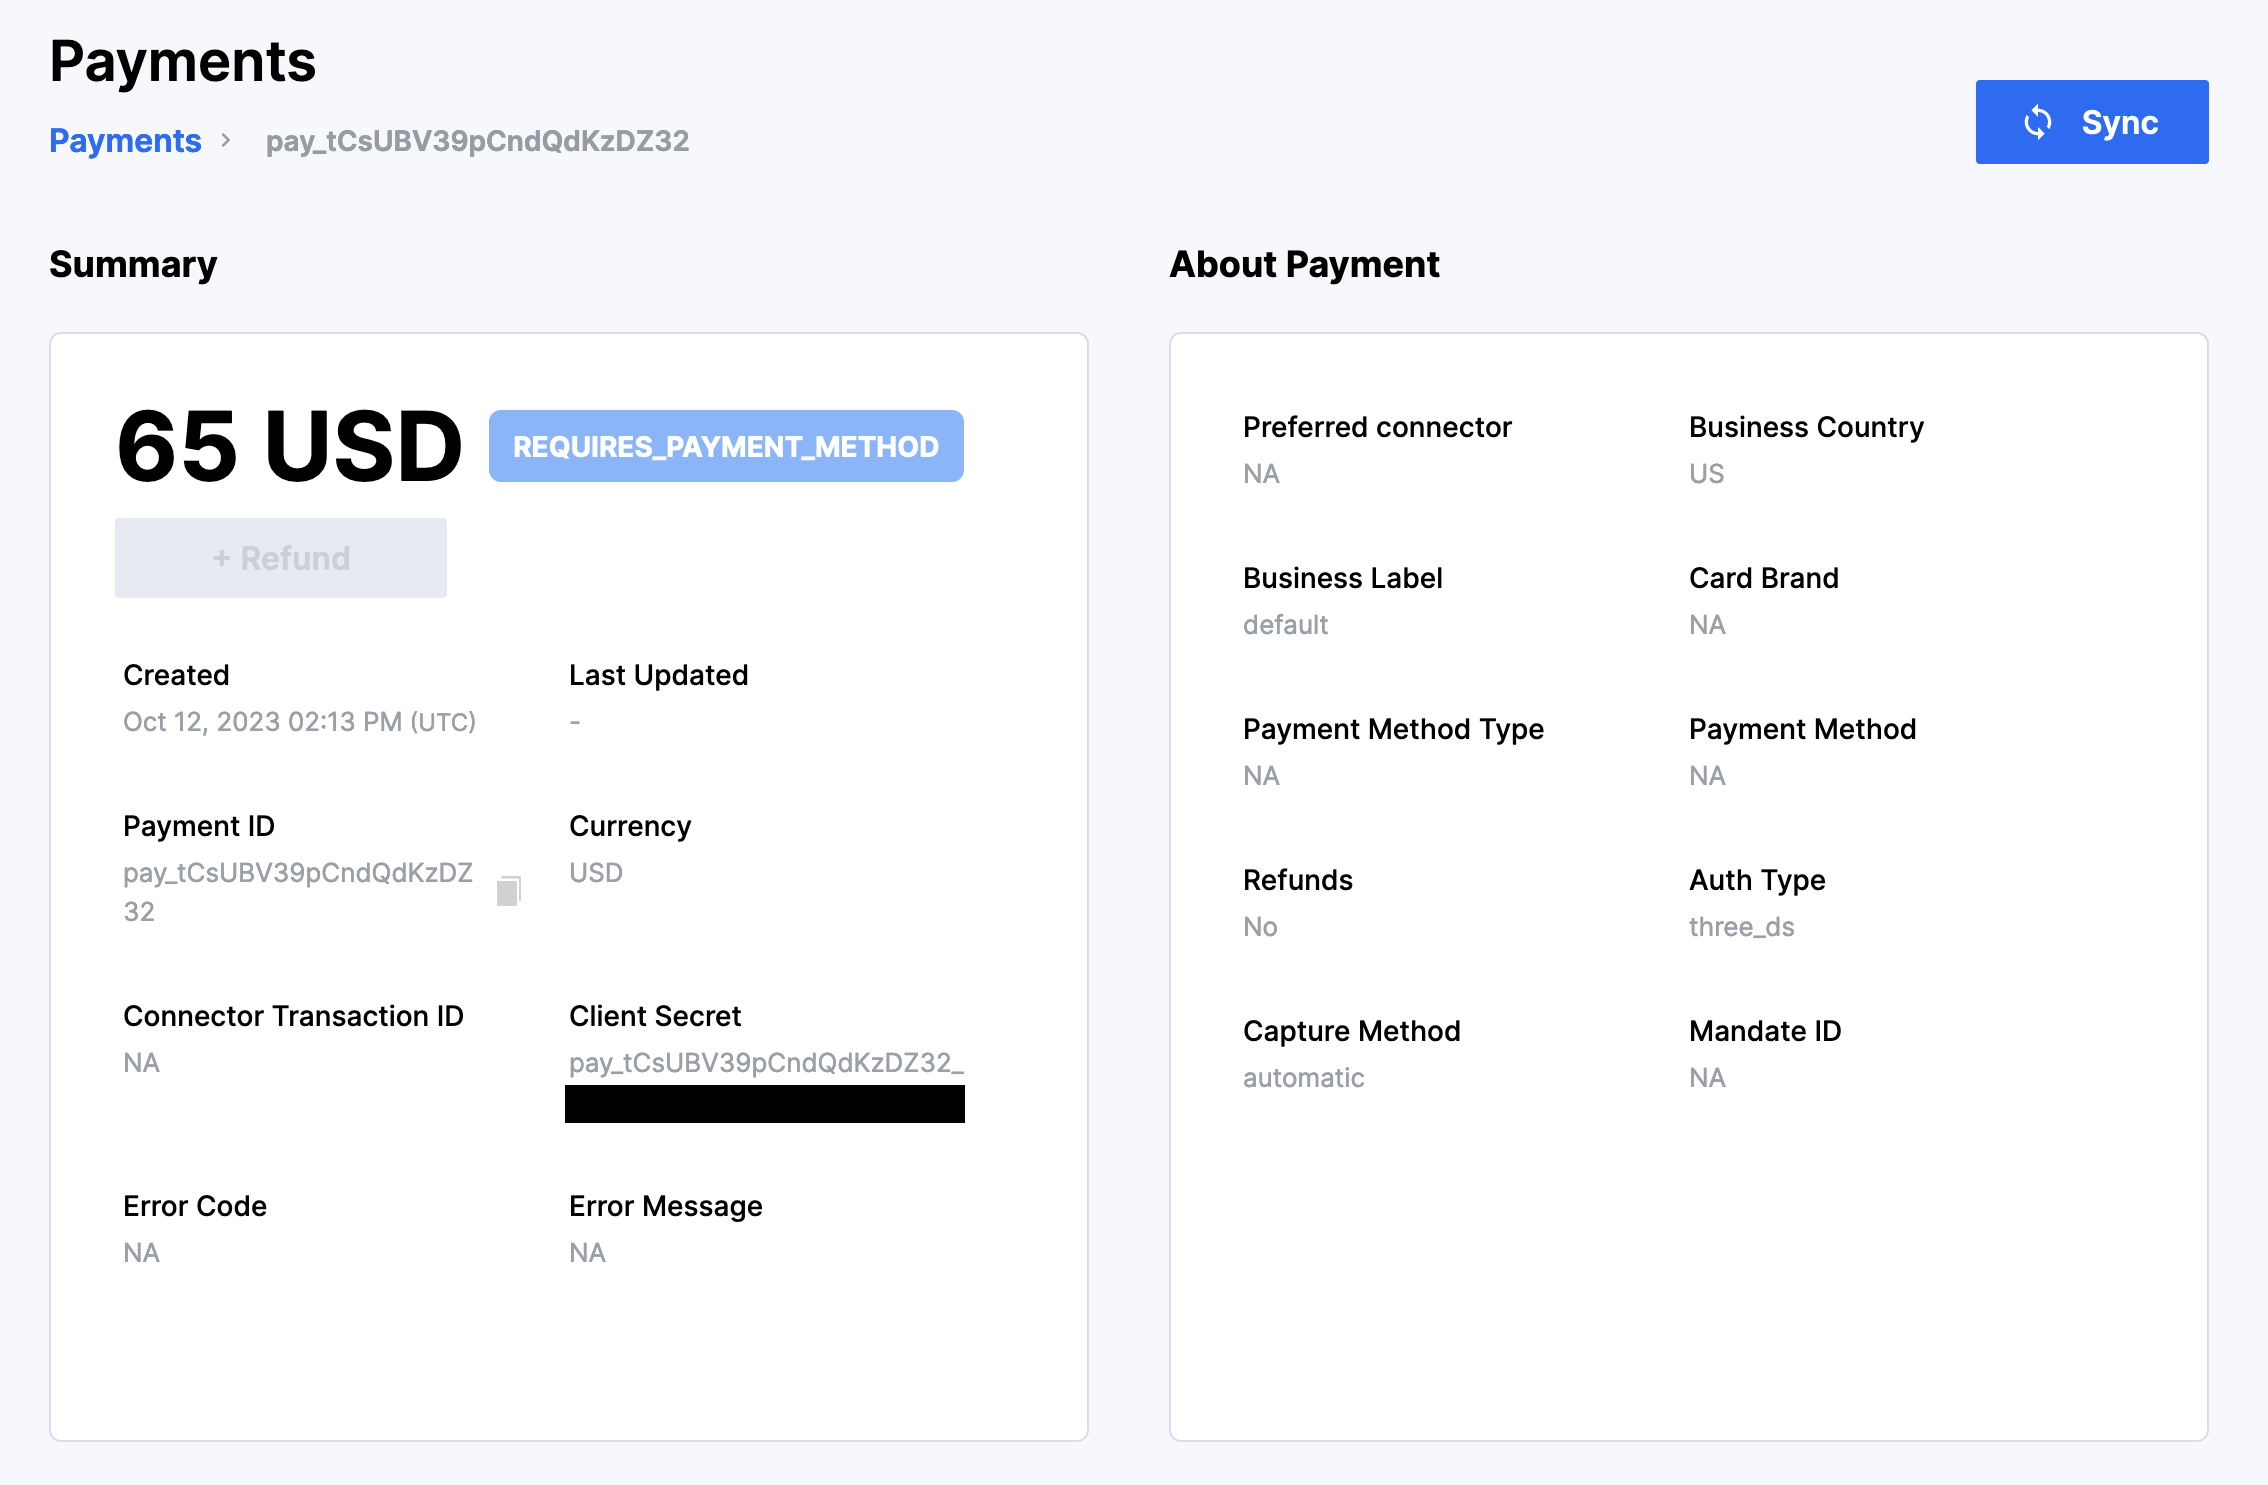 Payments
Payments > pay_tCsUBV39pCndQdKzDZ32
Sync
Summary
65 USD REQUIRES_PAYMENT_METHOD
+ Refund
Created
Oct 12, 2023 02:13 PM (UTC)
Last Updated
-
Payment ID
pay_tCsUBV39pCndQdKzDZ
32
Currency
USD
Connector Transaction ID
NA
Client Secret
pay_tCsUBV39pCndQdKzDZ32_
Error Code
NA
Error Message
NA
About Payment
Preferred connector
NA
Business Country
US
Business Label
default
Card Brand
NA
Payment Method Type
NA
Payment Method
NA
Refunds
No
Auth Type
three_ds
Capture Method
automatic
Mandate ID
NA